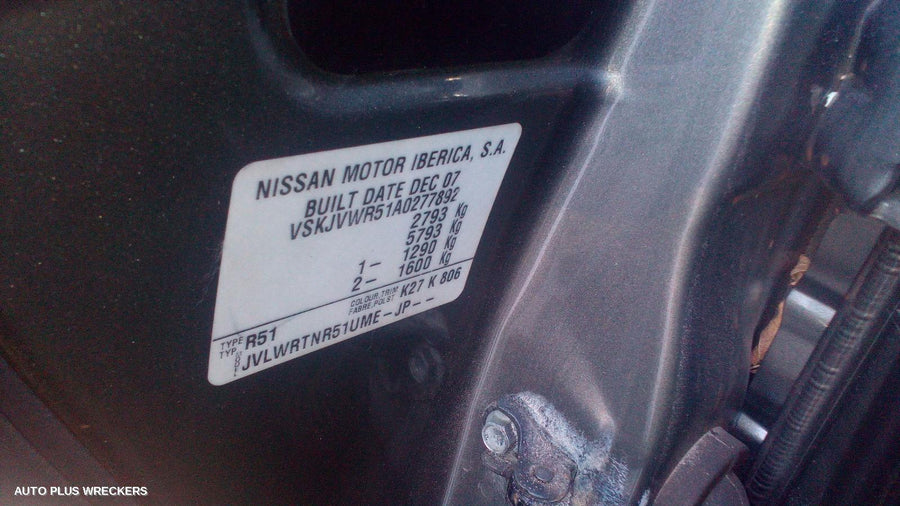 NISSAN MOTOR IBERICA, S.A.
BUILT DATE DEC 07
VSKJVWR51A0277892
2793 Kg
5793 Kg
1– 1290 Kg
2– 1600 Kg
COLOUR.TRIM
FABRE.POLST K27 K 806
TYPE
TYP R51
JVLWRTNR51UME–JP– –
AUTO PLUS WRECKERS